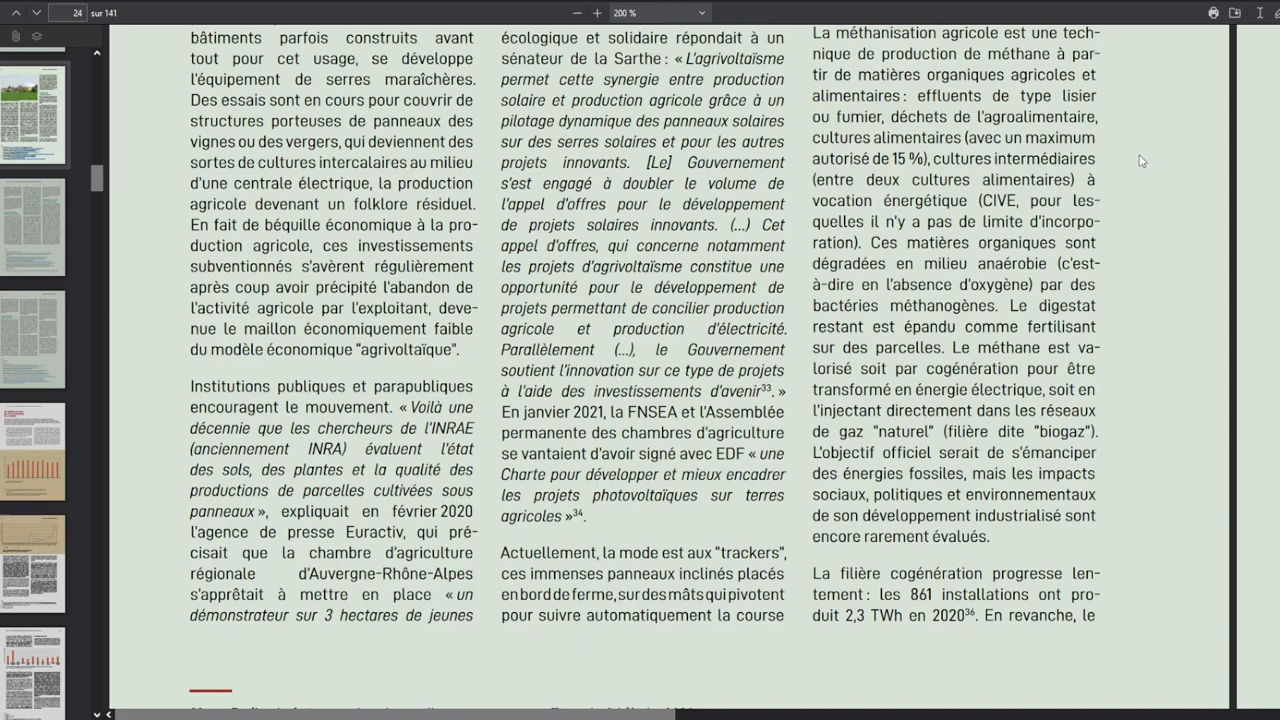 24
sur 141
200 %
bâtiments parfois construits avant
tout pour cet usage, se développe
l'équipement de serres maraîchères.
Des essais sont en cours pour couvrir de
structures porteuses de panneaux des
vignes ou des vergers, qui deviennent des
sortes de cultures intercalaires au milieu
d'une centrale électrique, la production
agricole devenant un folklore résiduel.
En fait de béquille économique à la pro-
duction agricole, ces investissements
subventionnés s'avèrent régulièrement
après coup avoir précipité l'abandon de
l'activité agricole par l'exploitant, deve-
nue le maillon économiquement faible
du modèle économique "agrivoltaïque".
Institutions publiques et parapubliques
encouragent le mouvement. « Voilà une
décennie que les chercheurs de l'INRAE
(anciennement INRA) évaluent l'état
des sols, des plantes et la qualité des
productions de parcelles cultivées sous
panneaux », expliquait en février 2020
l'agence de presse Euractiv, qui pré-
cisait que la chambre d'agriculture
régionale d'Auvergne-Rhône-Alpes
s'apprêtait à mettre en place « un
démonstrateur sur 3 hectares de jeunes
écologique et solidaire répondait à un
sénateur de la Sarthe : « L'agrivoltaïsme
permet cette synergie entre production
solaire et production agricole grâce à un
pilotage dynamique des panneaux solaires
sur des serres solaires et pour les autres
projets innovants. [Le] Gouvernement
s'est engagé à doubler le volume de
l'appel d'offres pour le développement
de projets solaires innovants. (…) Cet
appel d'offres, qui concerne notamment
les projets d'agrivoltaïsme constitue une
opportunité pour le développement de
projets permettant de concilier production
agricole et production d'électricité.
Parallèlement (…), le Gouvernement
soutient l'innovation sur ce type de projets
à l'aide des investissements d'avenir³³. »
En janvier 2021, la FNSEA et l'Assemblée
permanente des chambres d'agriculture
se vantaient d'avoir signé avec EDF « une
Charte pour développer et mieux encadrer
les projets photovoltaïques sur terres
agricoles »³⁴.
Actuellement, la mode est aux "trackers",
ces immenses panneaux inclinés placés
en bord de ferme, sur des mâts qui pivotent
pour suivre automatiquement la course
La méthanisation agricole est une tech-
nique de production de méthane à par-
tir de matières organiques agricoles et
alimentaires : effluents de type lisier
ou fumier, déchets de l'agroalimentaire,
cultures alimentaires (avec un maximum
autorisé de 15 %), cultures intermédiaires
(entre deux cultures alimentaires) à
vocation énergétique (CIVE, pour les-
quelles il n'y a pas de limite d'incorpo-
ration). Ces matières organiques sont
dégradées en milieu anaérobie (c'est-
à-dire en l'absence d'oxygène) par des
bactéries méthanogènes. Le digestat
restant est épandu comme fertilisant
sur des parcelles. Le méthane est va-
lorisé soit par cogénération pour être
transformé en énergie électrique, soit en
l'injectant directement dans les réseaux
de gaz "naturel" (filière dite "biogaz").
L'objectif officiel serait de s'émanciper
des énergies fossiles, mais les impacts
sociaux, politiques et environnementaux
de son développement industrialisé sont
encore rarement évalués.
La filière cogénération progresse len-
tement : les 861 installations ont pro-
duit 2,3 TWh en 2020³⁶. En revanche, le